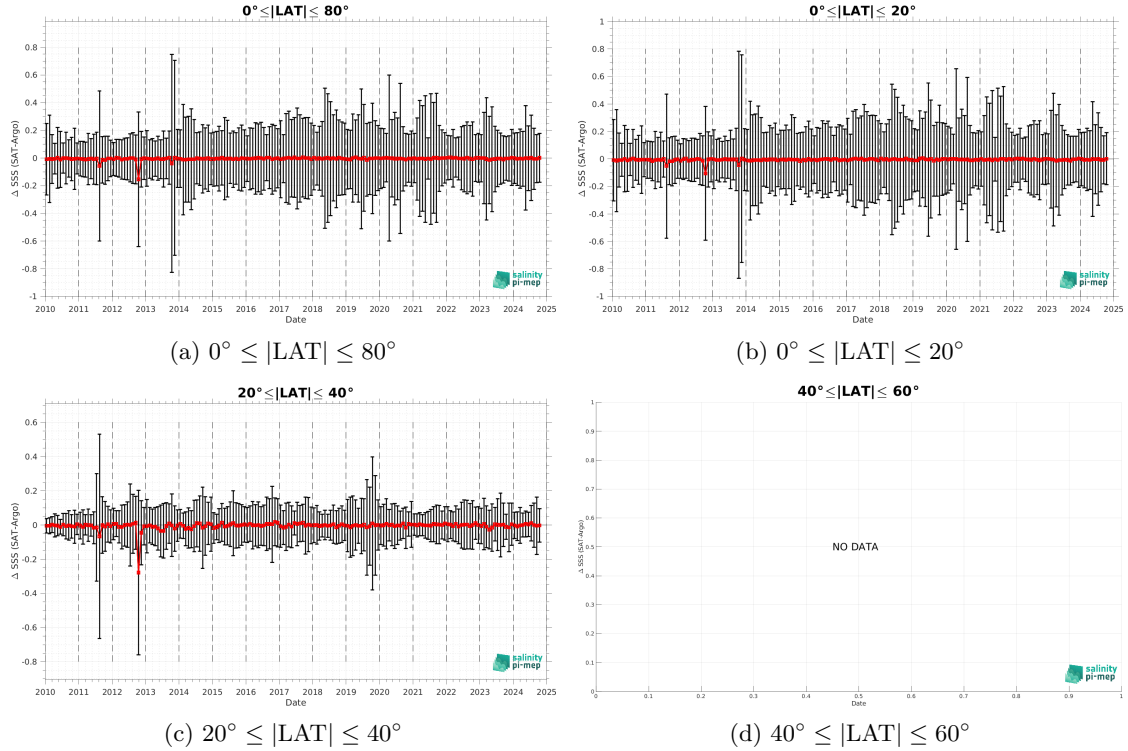 0°≤|LAT|≤ 80°
Δ SSS (SAT-Argo)
0.8
0.6
0.4
0.2
0
-0.2
-0.4
-0.6
-0.8
-1
2010 2011 2012 2013 2014 2015 2016 2017 2018 2019 2020 2021 2022 2023 2024 2025
Date
salinity
pi-mep
(a) 0° ≤ |LAT| ≤ 80°
0°≤|LAT|≤ 20°
Δ SSS (SAT-Argo)
1
0.8
0.6
0.4
0.2
0
-0.2
-0.4
-0.6
-0.8
-1
2010 2011 2012 2013 2014 2015 2016 2017 2018 2019 2020 2021 2022 2023 2024 2025
Date
salinity
pi-mep
(b) 0° ≤ |LAT| ≤ 20°
20°≤|LAT|≤ 40°
Δ SSS (SAT-Argo)
0.6
0.4
0.2
0
-0.2
-0.4
-0.6
-0.8
2010 2011 2012 2013 2014 2015 2016 2017 2018 2019 2020 2021 2022 2023 2024 2025
Date
salinity
pi-mep
(c) 20° ≤ |LAT| ≤ 40°
40°≤|LAT|≤ 60°
Δ SSS (SAT-Argo)
1
0.9
0.8
0.7
0.6
0.5
0.4
0.3
0.2
0.1
0
NO DATA
0 0.1 0.2 0.3 0.4 0.5 0.6 0.7 0.8 0.9 1
Date
salinity
pi-mep
(d) 40° ≤ |LAT| ≤ 60°